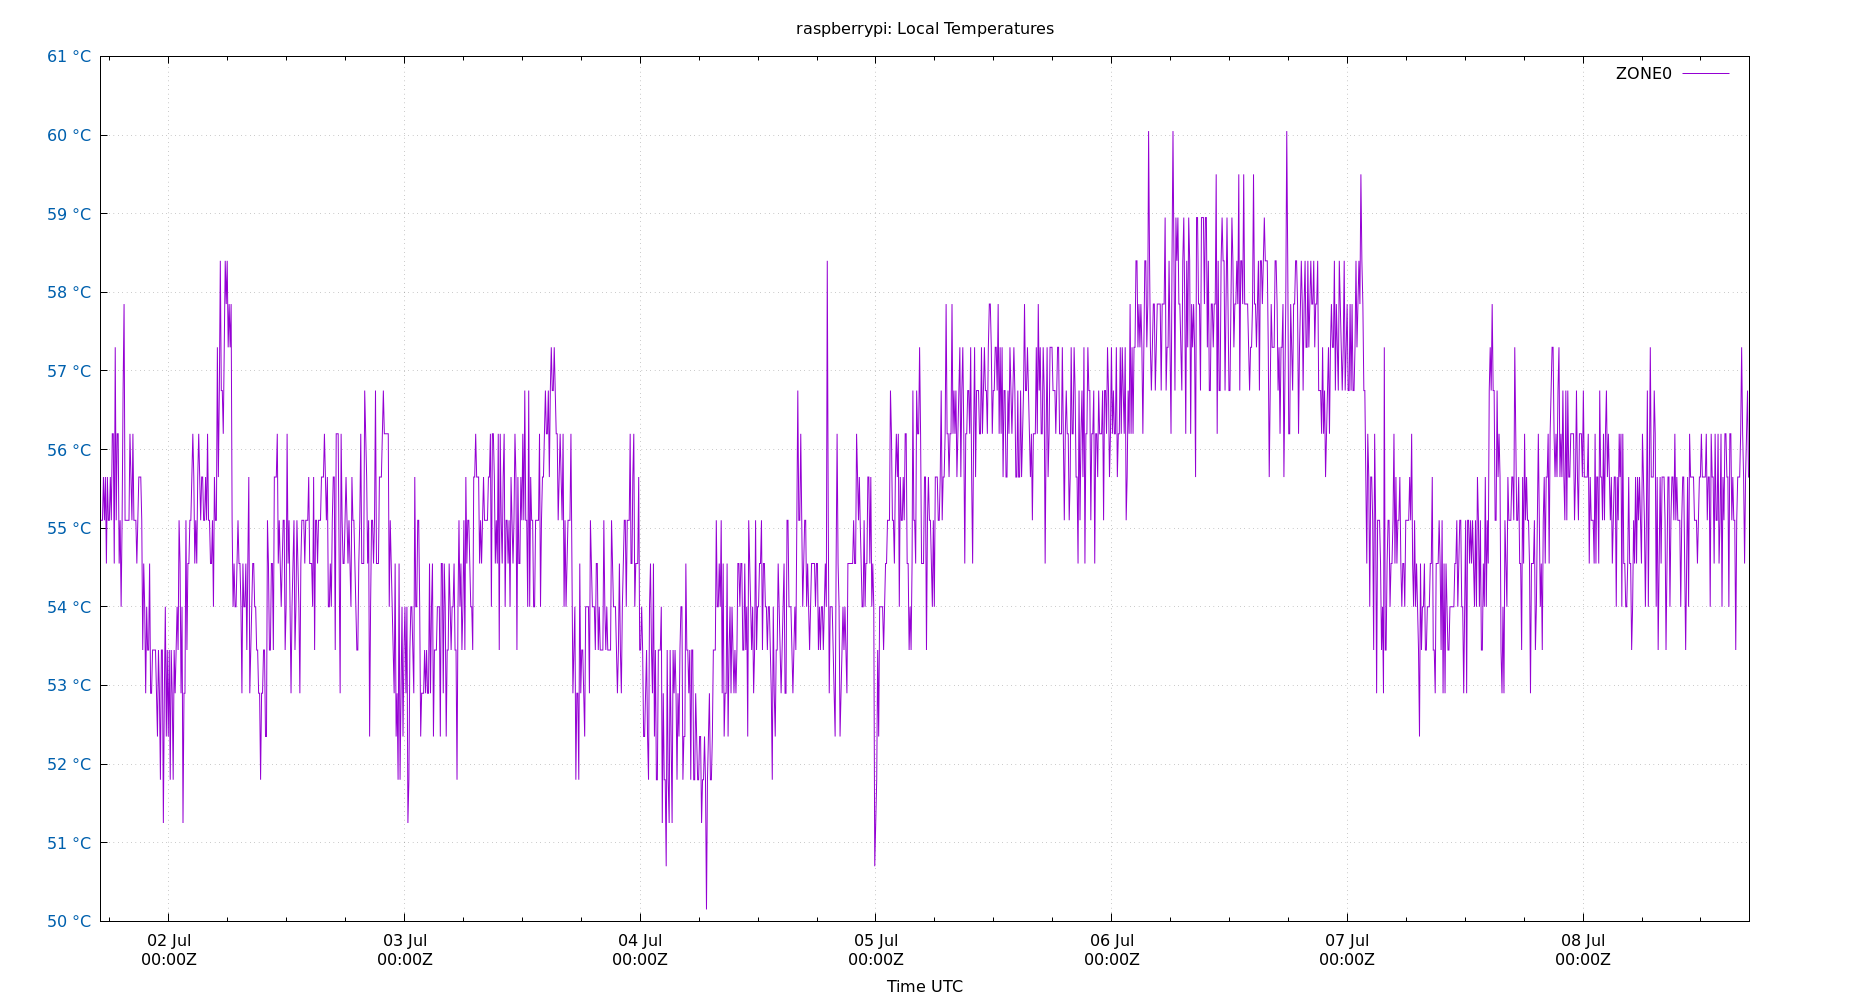 raspberrypi: Local Temperatures
61 °C
ZONE0
60 °C
59 °C
58 °C
57 °C
56 °C
55 °C
54 °C
53 °C
52 °C
51 °C
50 °C
02 Jul 03 Jul 04 Jul 05 Jul 06 Jul 07 Jul 08 Jul
00:00Z 00:00Z 00:00Z 00:00Z 00:00Z 00:00Z 00:00Z
Time UTC